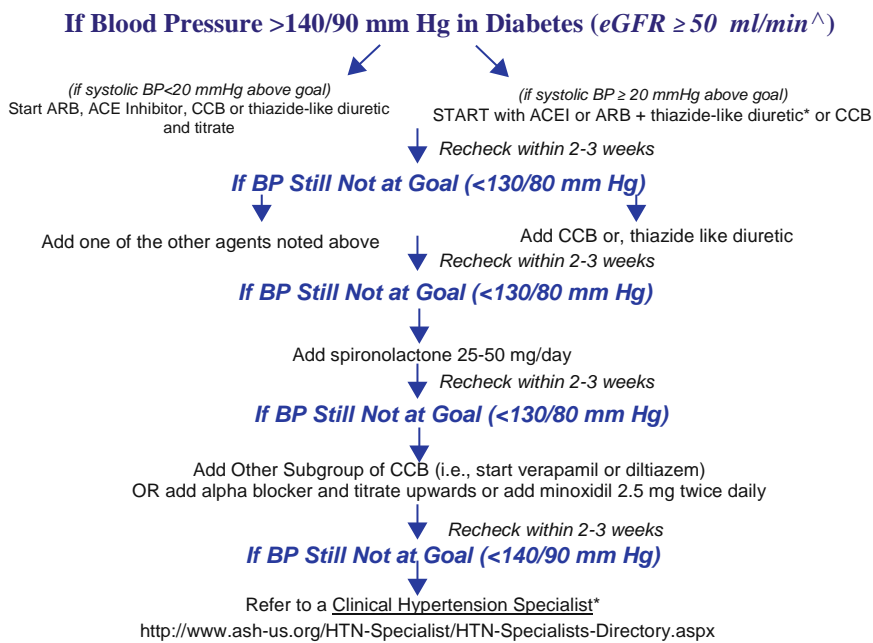 If Blood Pressure >140/90 mm Hg in Diabetes (eGFR ≥ 50 ml/min^)
(if systolic BP<20 mmHg above goal)
Start ARB, ACE Inhibitor, CCB or thiazide-like diuretic
and titrate
(if systolic BP ≥ 20 mmHg above goal)
START with ACEI or ARB + thiazide-like diuretic* or CCB
Recheck within 2-3 weeks
If BP Still Not at Goal (<130/80 mm Hg)
Add one of the other agents noted above
Add CCB or, thiazide like diuretic
Recheck within 2-3 weeks
If BP Still Not at Goal (<130/80 mm Hg)
Add spironolactone 25-50 mg/day
Recheck within 2-3 weeks
If BP Still Not at Goal (<130/80 mm Hg)
Add Other Subgroup of CCB (i.e., start verapamil or diltiazem)
OR add alpha blocker and titrate upwards or add minoxidil 2.5 mg twice daily
Recheck within 2-3 weeks
If BP Still Not at Goal (<140/90 mm Hg)
Refer to a Clinical Hypertension Specialist*
http://www.ash-us.org/HTN-Specialist/HTN-Specialists-Directory.aspx